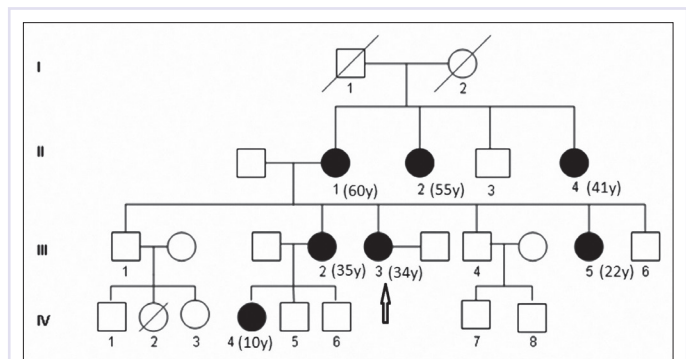 I
1 2
II
1 (60y) 2 (55y) 3 4 (41y)
III
1 2 (35y) 3 (34y) 4 5 (22y) 6
IV
1 2 3 4 (10y) 5 6 7 8